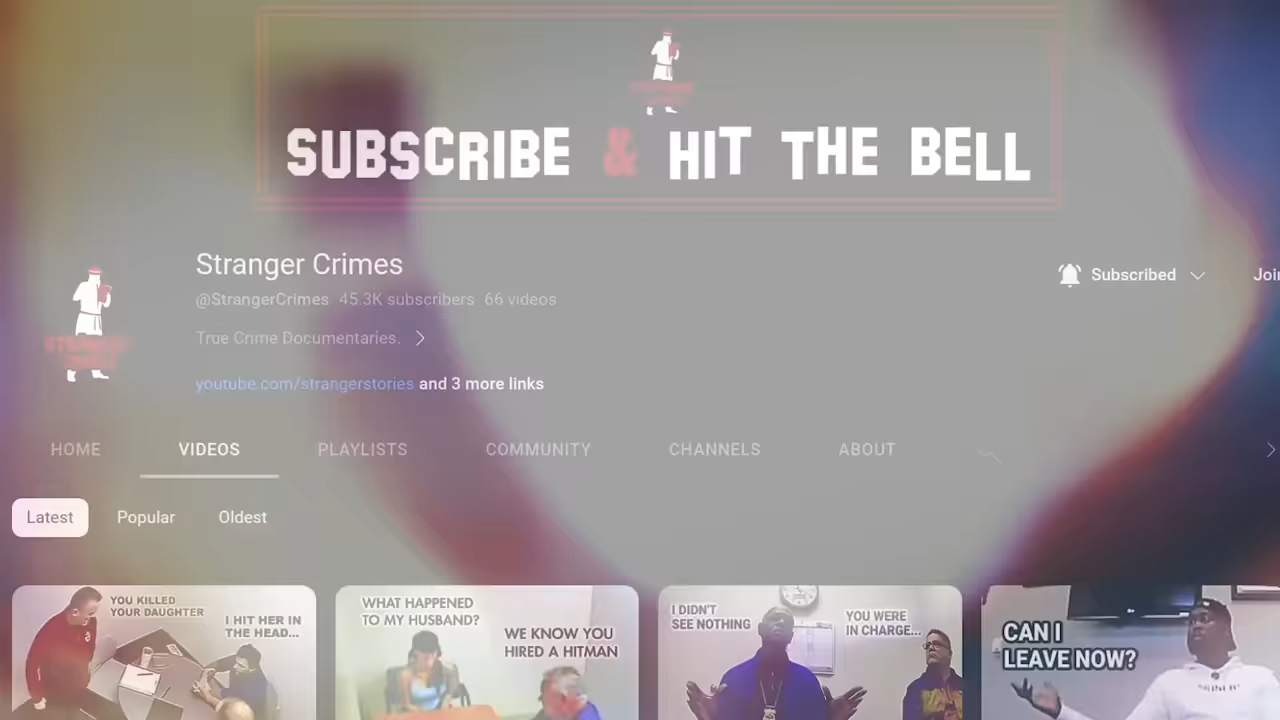 SUBSCRIBE & HIT THE BELL
Stranger Crimes
@StrangerCrimes 45.3K subscribers 66 videos
True Crime Documentaries.
youtube.com/strangerstories and 3 more links
Subscribed
HOME VIDEOS PLAYLISTS COMMUNITY CHANNELS ABOUT
Latest Popular Oldest
YOU KILLED
YOUR DAUGHTER
I HIT HER IN
THE HEAD...
WHAT HAPPENED
TO MY HUSBAND?
WE KNOW YOU
HIRED A HITMAN
I DIDN'T
SEE NOTHING
YOU WERE
IN CHARGE...
CAN I
LEAVE NOW?